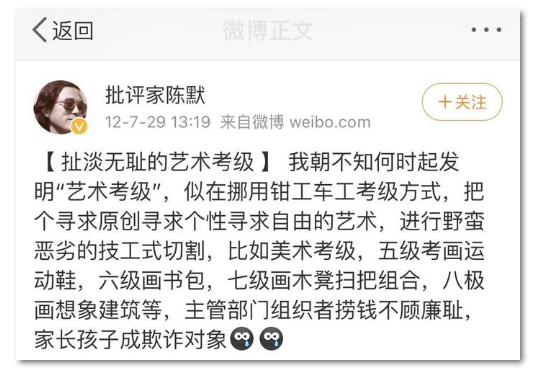 返回
微博正文
批评家陈默
12-7-29 13:19 来自微博 weibo.com
+关注
【 扯淡无耻的艺术考级 】 我朝不知何时起发
明“艺术考级”，似在挪用钳工车工考级方式，把
个寻求原创寻求个性寻求自由的艺术，进行野蛮
恶劣的技工式切割，比如美术考级，五级考画运
动鞋，六级画书包，七级画木凳扫把组合，八极
画想象建筑等，主管部门组织者捞钱不顾廉耻，
家长孩子成欺诈对象